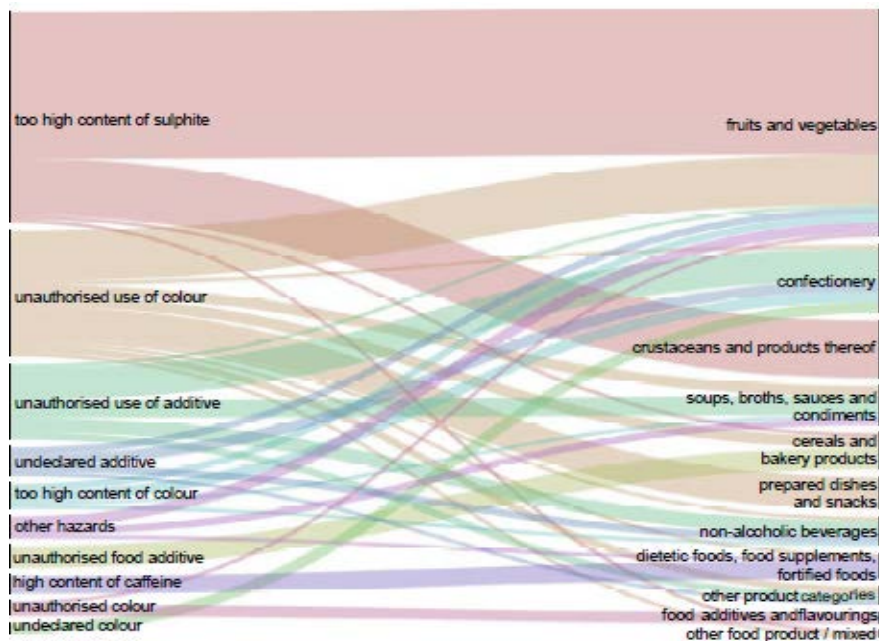 too high content of sulphite
unauthorised use of colour
unauthorised use of additive
undeclared additive
too high content of colour
other hazards
unauthorised food additive
high content of caffeine
unauthorised colour
undeclared colour
fruits and vegetables
confectionery
crustaceans and products thereof
soups, broths, sauces and
condiments
cereals and
bakery products
prepared dishes
and snacks
non-alcoholic beverages
dietetic foods, food supplements,
fortified foods
other product categories
food additives andflavourings
other food product / mixed